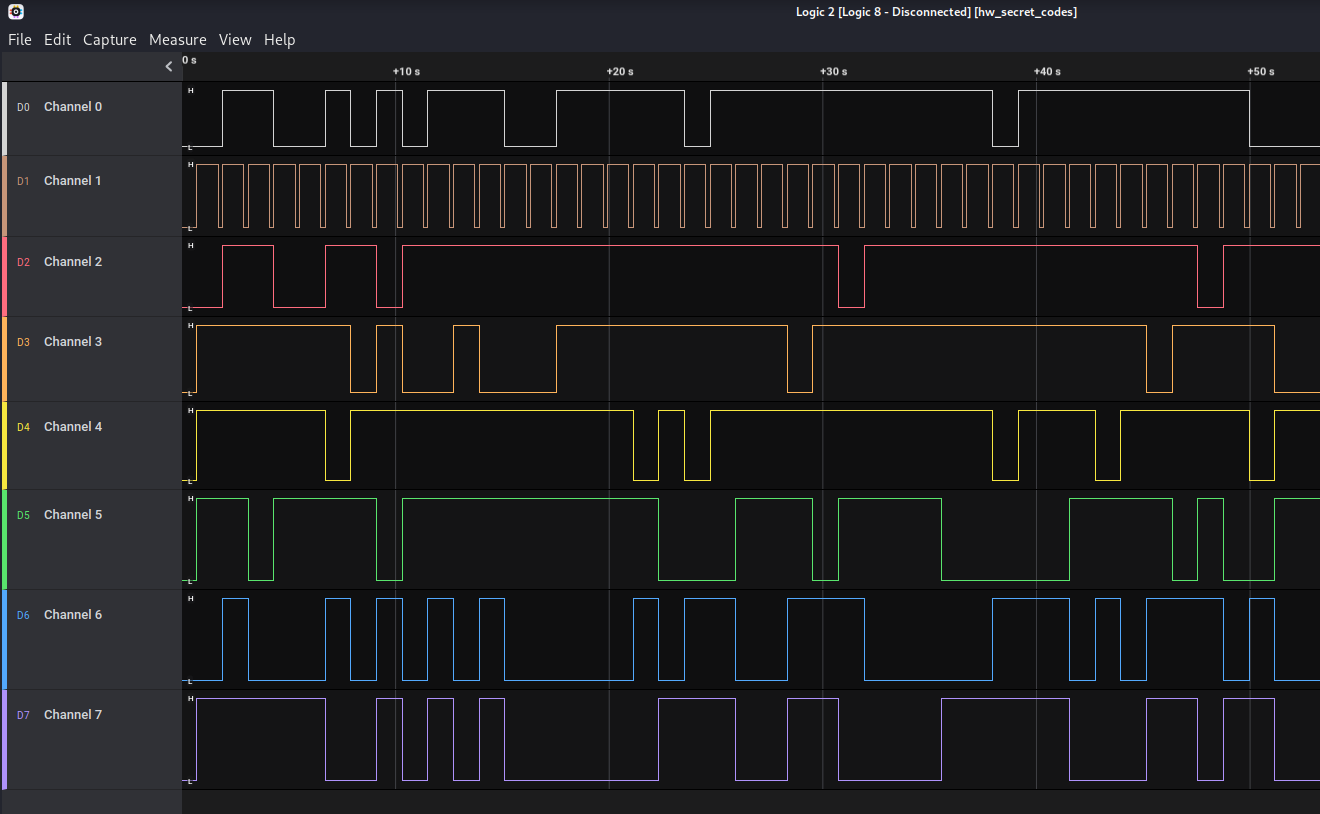 Logic 2 [Logic 8 - Disconnected] [hw_secret_codes]
File Edit Capture Measure View Help
0 s
+10 s +20 s +30 s +40 s +50 s
D0 Channel 0 H L
D1 Channel 1 H L
D2 Channel 2 H L
D3 Channel 3 H L
D4 Channel 4 H L
D5 Channel 5 H L
D6 Channel 6 H L
D7 Channel 7 H L